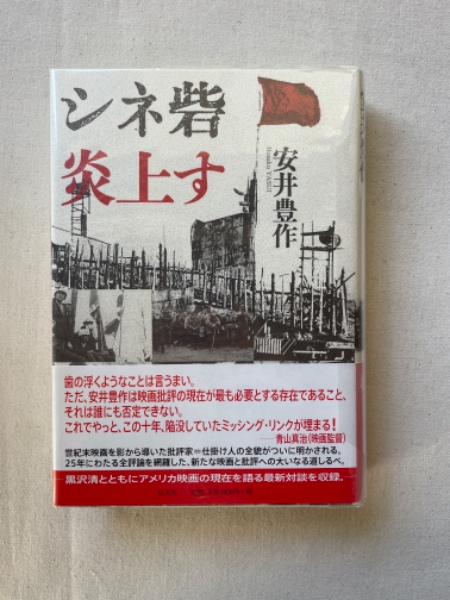 シネ砦
炎上す
安井豊作
Housaku YASUI
歯の浮くようなことは言うまい。
ただ、安井豊作は映画批評の現在が最も必要とする存在であること、
それは誰にも否定できない。
これでやっと、この十年、陥没していたミッシング・リンクが埋まる！
――青山真治(映画監督)
世紀末映画を影から導いた批評家＝仕掛け人の全貌がついに明かされる。
25年にわたる全評論を網羅した、新たな映画と批評への大いなる道しるべ。
黒沢清とともにアメリカ映画の現在を語る最新対談を収録。